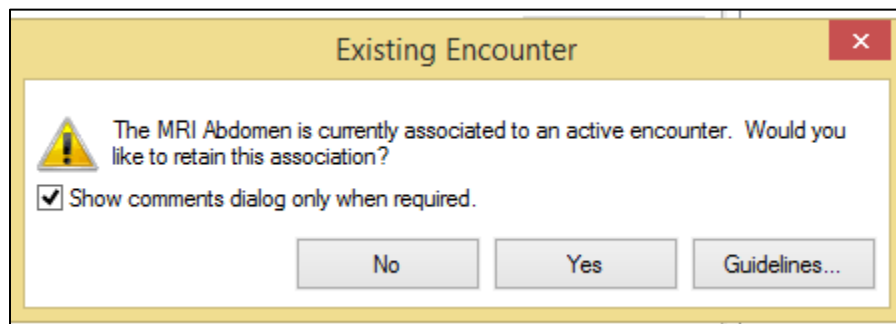 Existing Encounter
The MRI Abdomen is currently associated to an active encounter.  Would you
like to retain this association?
Show comments dialog only when required.
No
Yes
Guidelines...